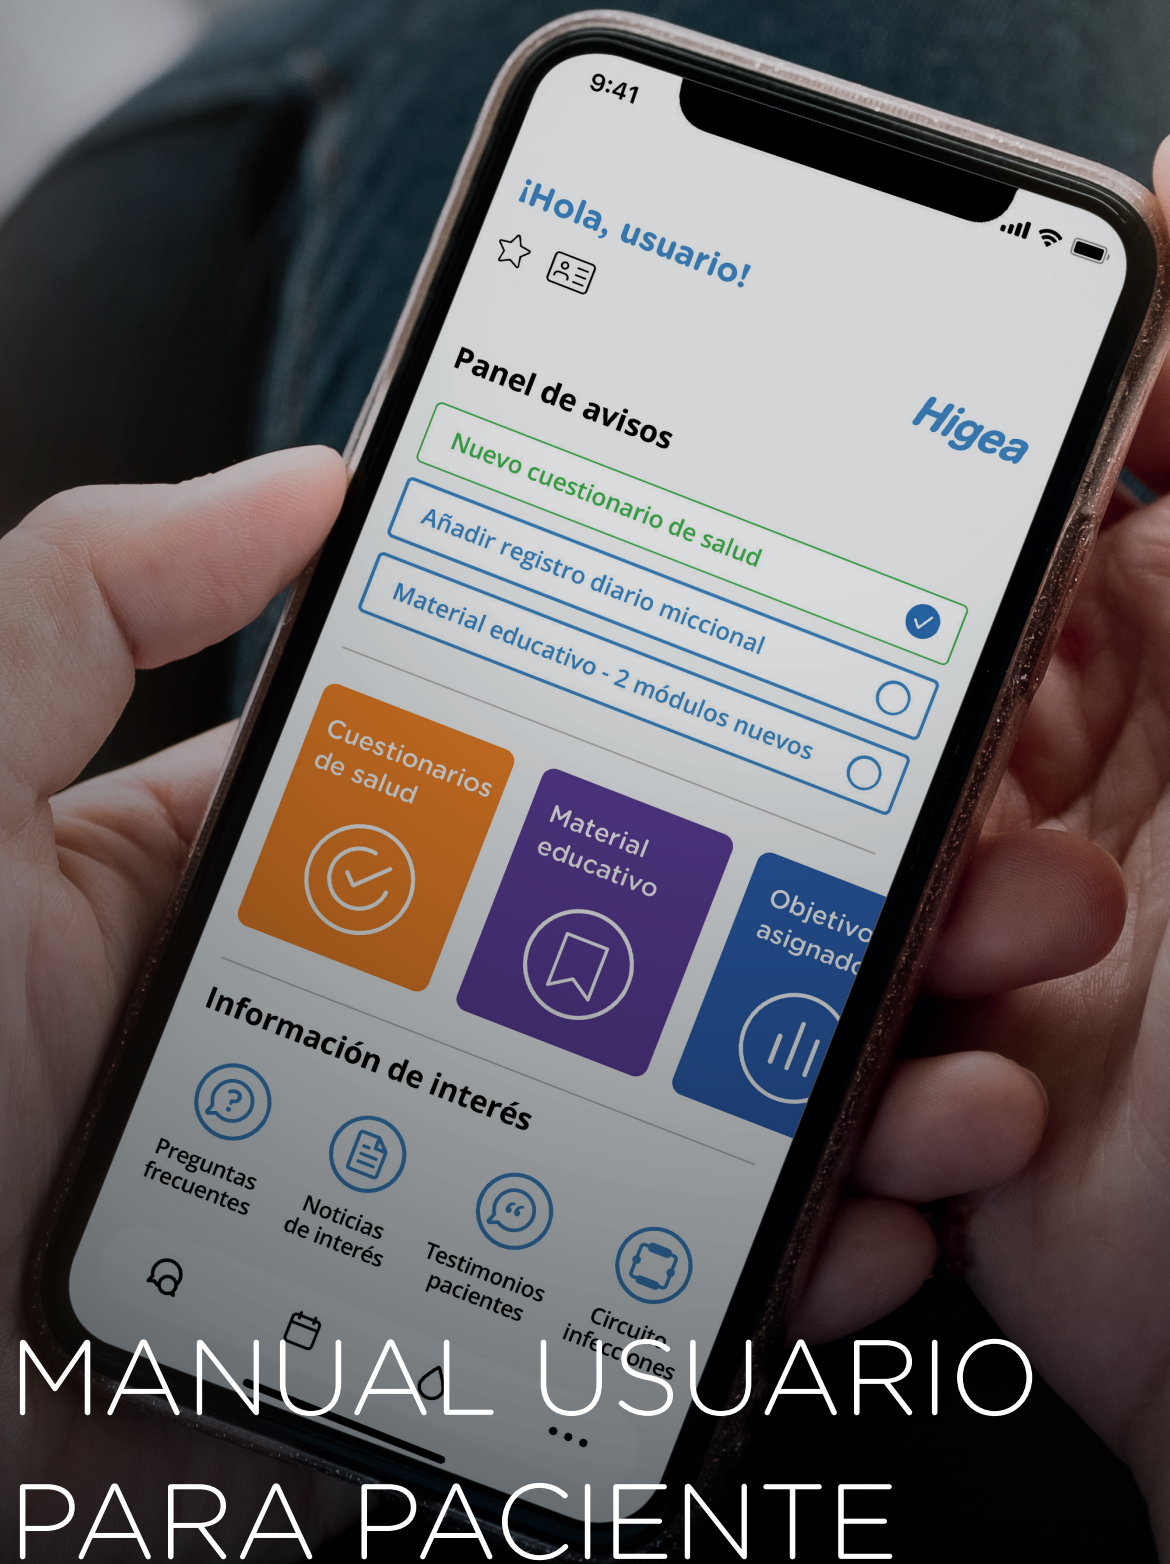 9:41
¡Hola, usuario!
Higea
Panel de avisos
Nuevo cuestionario de salud
Añadir registro diario miccional
Material educativo - 2 módulos nuevos
Cuestionarios
de salud
Material
educativo
Objetivo
asignado
Información de interés
Preguntas
frecuentes
Noticias
de interés
Testimonios
pacientes
Circuito
infecciones
MANUAL USUARIO
PARA PACIENTE